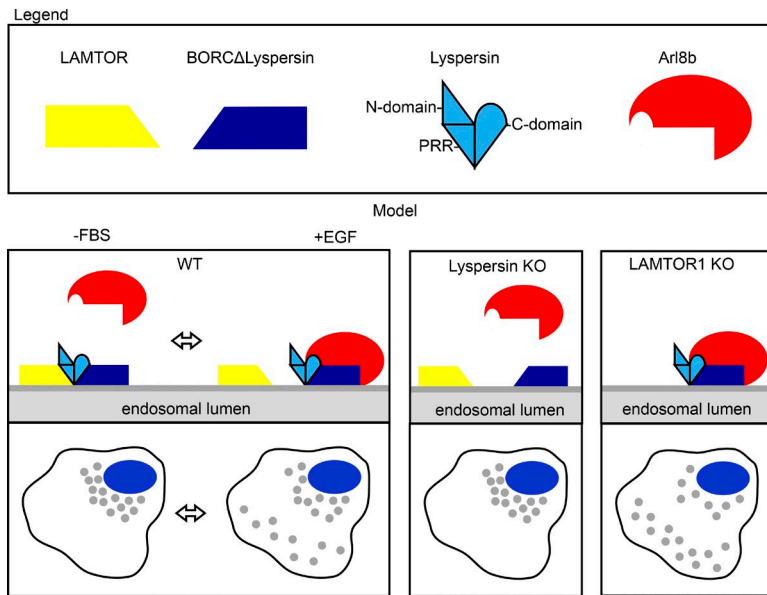 Legend
LAMTOR BORCΔLyspersin Lyspersin Arl8b
N-domain
C-domain
PRR
Model
-FBS +EGF
WT
Lyspersin KO
LAMTOR1 KO
endosomal lumen
endosomal lumen
endosomal lumen